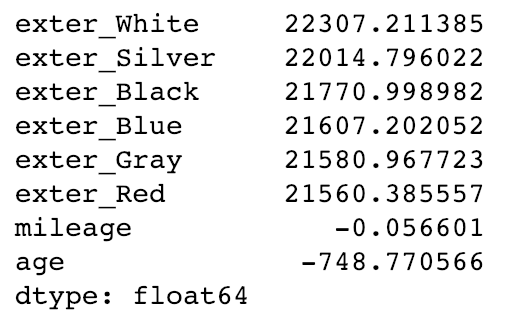 exter_White 22307.211385
exter_Silver 22014.796022
exter_Black 21770.998982
exter_Blue 21607.202052
exter_Gray 21580.967723
exter_Red 21560.385557
mileage -0.056601
age -748.770566
dtype: float64